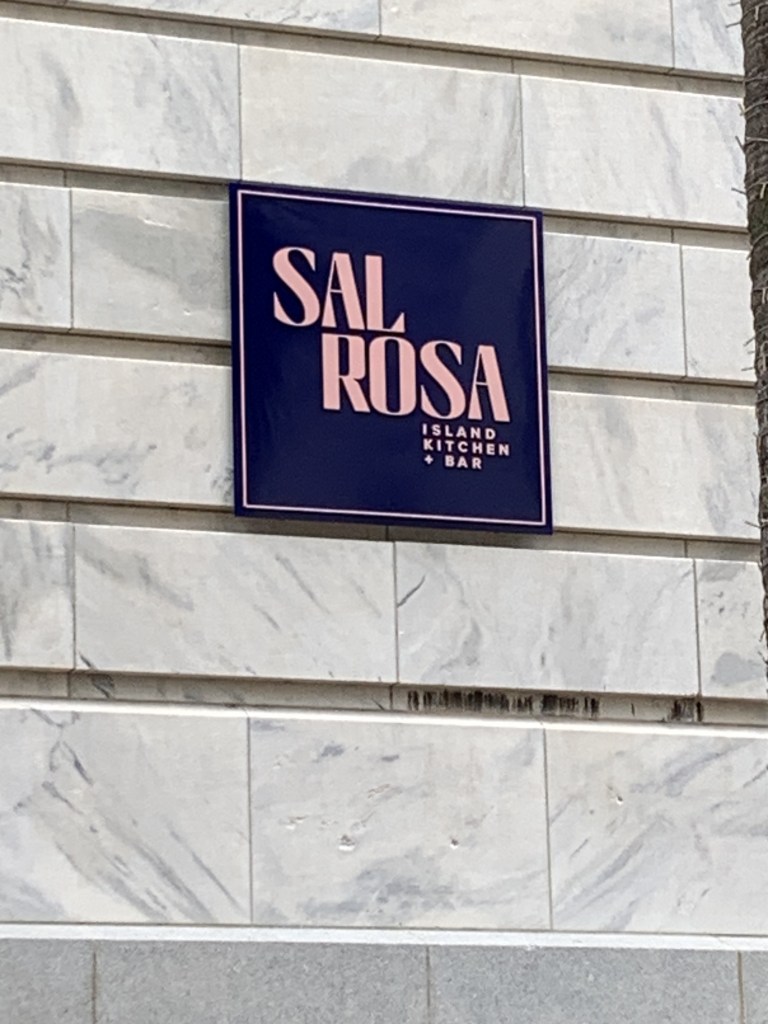 SAL
ROSA
ISLAND
KITCHEN
+ BAR